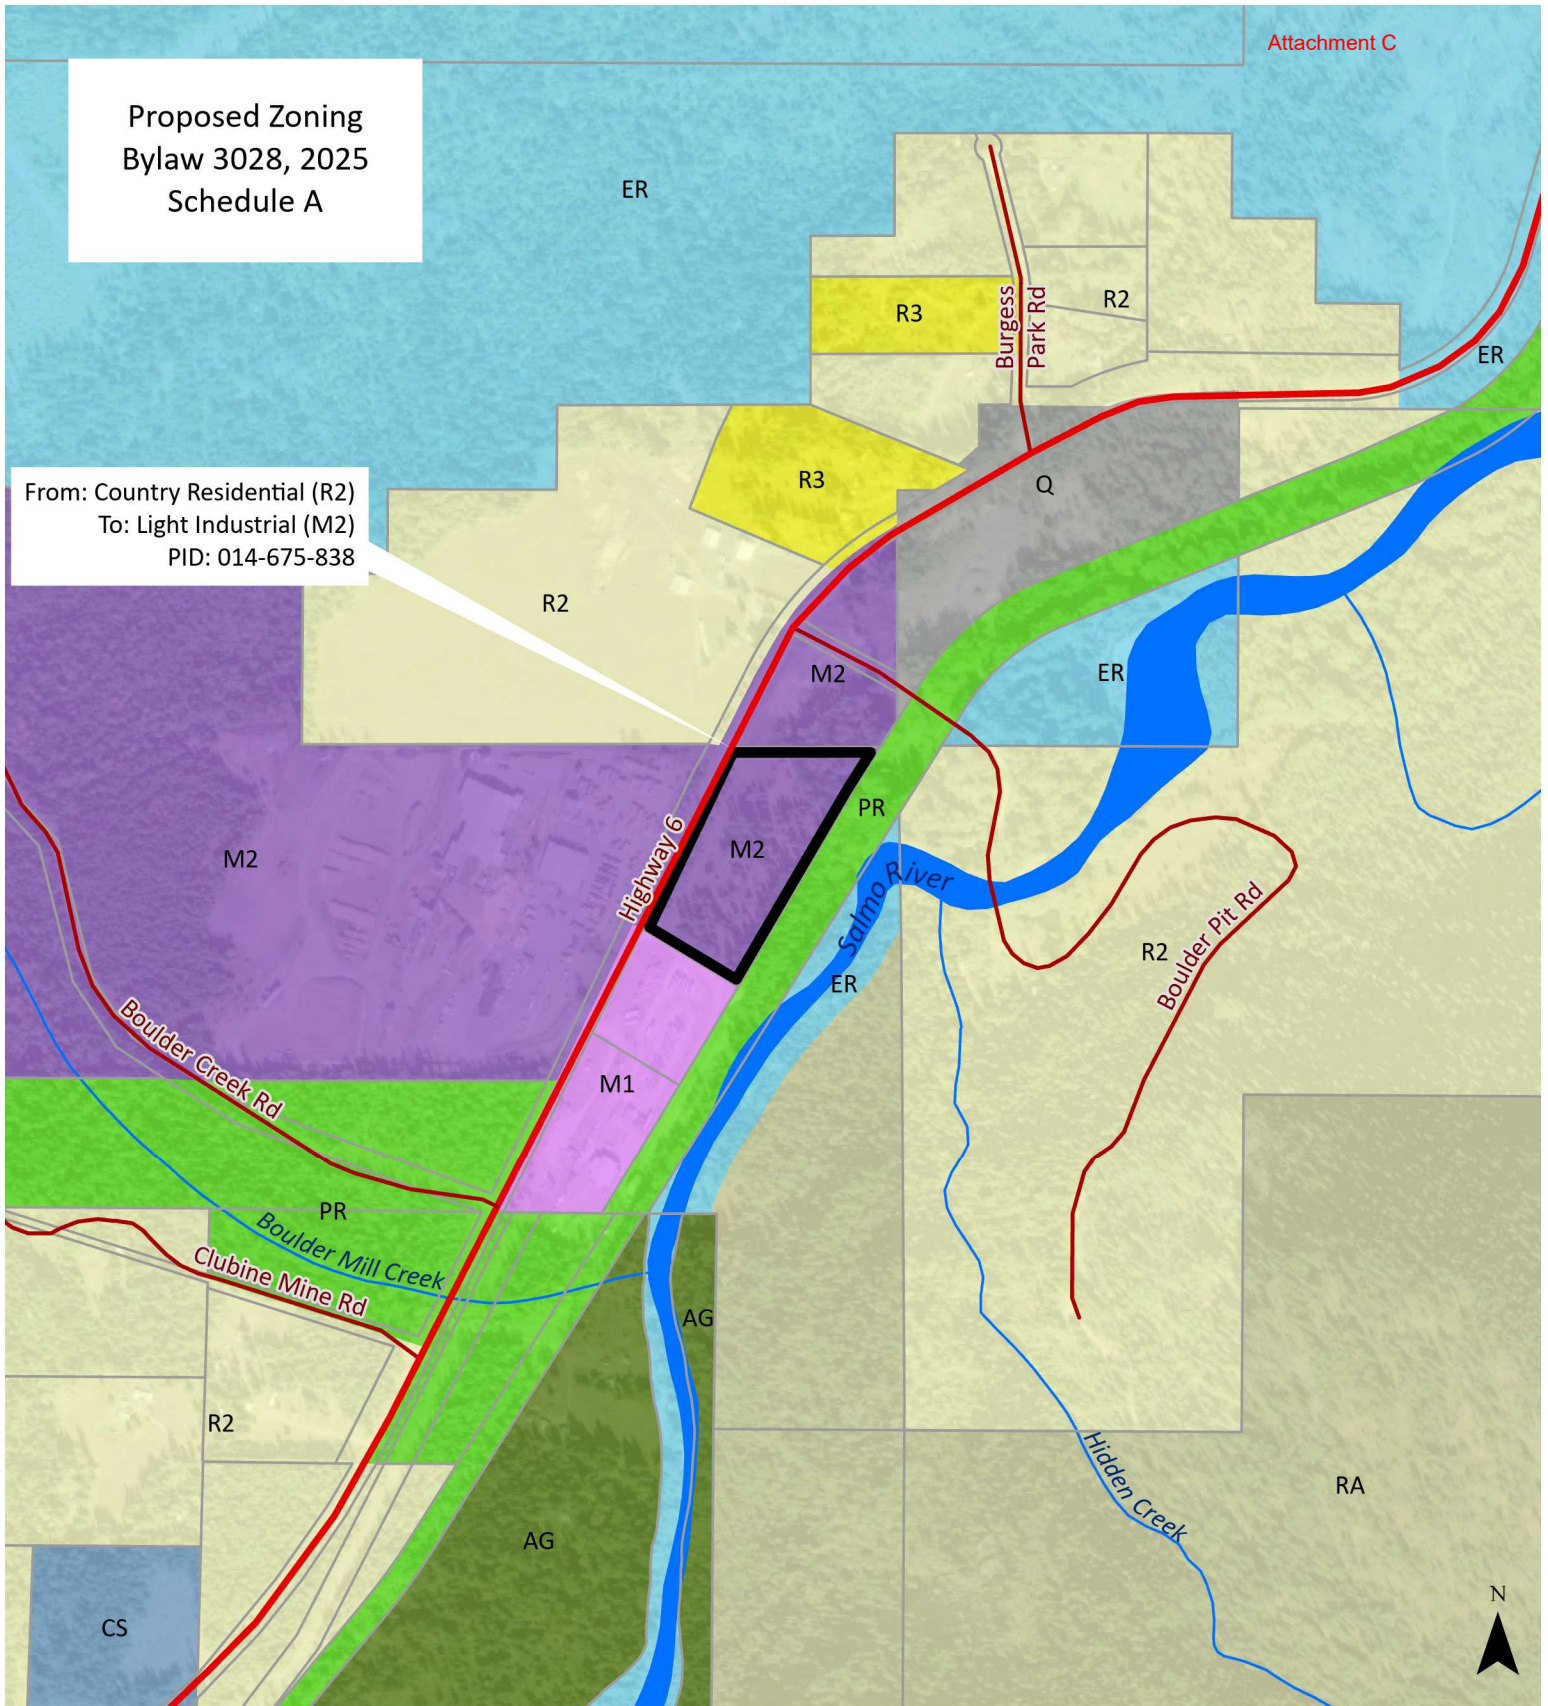 Attachment C
Proposed Zoning
Bylaw 3028, 2025
Schedule A
ER
R3
Burgess
Park Rd
R2
ER
R3
Q
From: Country Residential (R2)
To: Light Industrial (M2)
PID: 014-675-838
R2
M2
ER
PR
M2
M2
Highway 6
Salmo River
ER
R2
Boulder Pit Rd
Boulder Creek Rd
M1
PR
Boulder Mill Creek
Clubine Mine Rd
AG
R2
Hidden Creek
RA
AG
CS
N